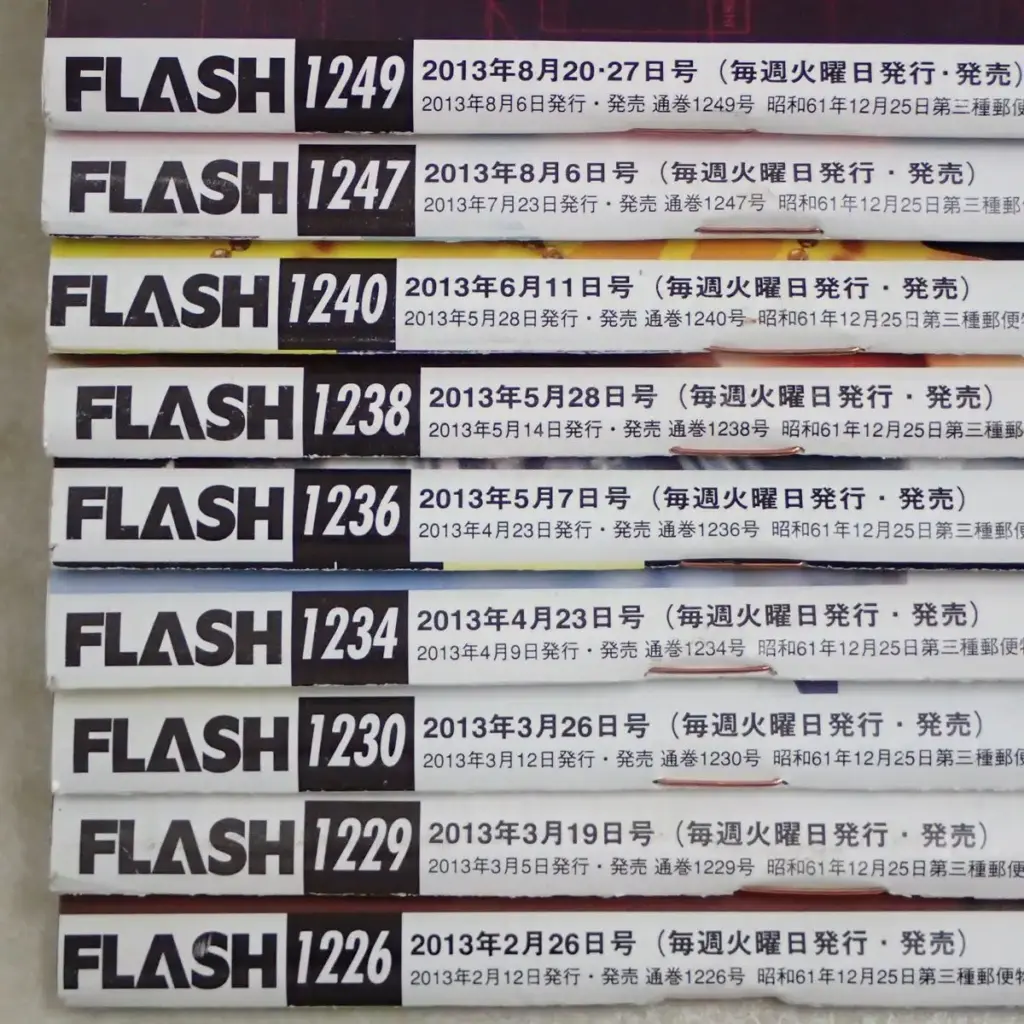 FLASH 1249 2013年8月20·27日号（毎週火曜日発行·発売）
2013年8月6日発行・発売 通巻1249号 昭和61年12月25日第三種郵便
FLASH 1247 2013年8月6日号（毎週火曜日発行・発売）
2013年7月23日発行・発売 通巻1247号 昭和61年12月25日第三種郵便
FLASH 1240 2013年6月11日号（毎週火曜日発行・発売）
2013年5月28日発行・発売 通巻1240号 昭和61年12月25日第三種郵便
FLASH 1238 2013年5月28日号（毎週火曜日発行・発売）
2013年5月14日発行・発売 通巻1238号 昭和61年12月25日第三種郵
FLASH 1236 2013年5月7日号（毎週火曜日発行・発売）
2013年4月23日発行・発売 通巻1236号 昭和61年12月25日第三種郵便
FLASH 1234 2013年4月23日号（毎週火曜日発行・発売）
2013年4月9日発行・発売 通巻1234号 昭和61年12月25日第三種郵便
FLASH 1230 2013年3月26日号（毎週火曜日発行・発売）
2013年3月12日発行・発売 通巻1230号 昭和61年12月25日第三種郵便
FLASH 1229 2013年3月19日号（毎週火曜日発行・発売）
2013年3月5日発行・発売 通巻1229号 昭和61年12月25日第三種郵便
FLASH 1226 2013年2月26日号（毎週火曜日発行・発売）
2013年2月12日発行・発売 通巻1226号 昭和61年12月25日第三種郵便